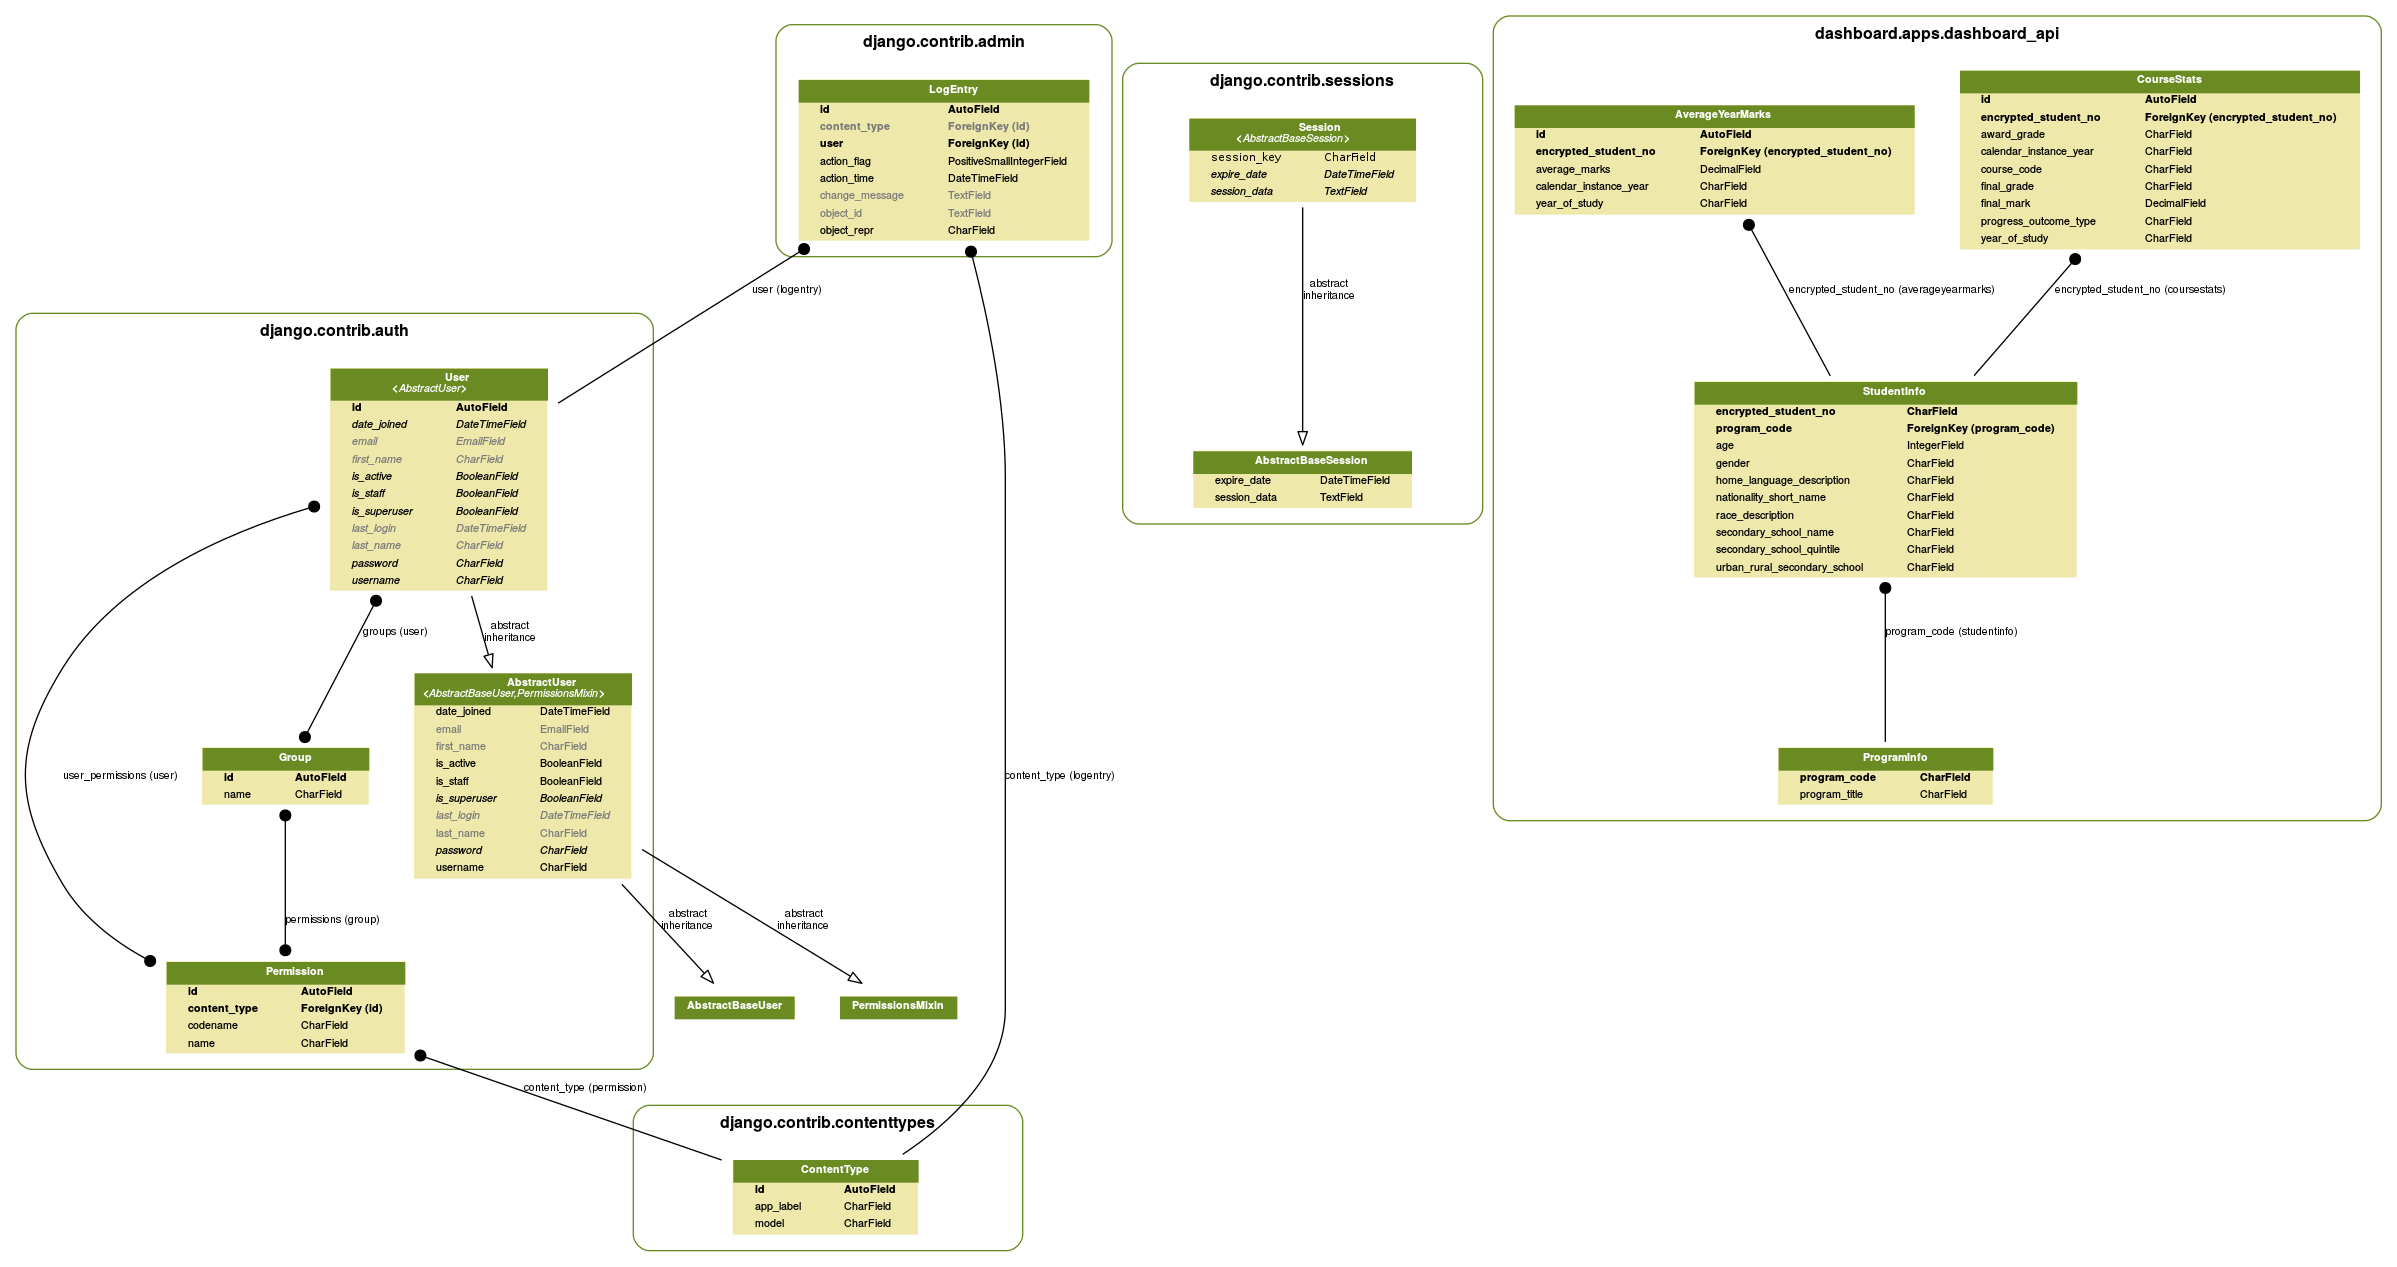 django.contrib.admin
LogEntry
id AutoField
content_type ForeignKey (id)
user ForeignKey (id)
action_flag PositiveSmallIntegerField
action_time DateTimeField
change_message TextField
object_id TextField
object_repr CharField
user (logentry)
content_type (logentry)
django.contrib.sessions
Session
<AbstractBaseSession>
session_key CharField
expire_date DateTimeField
session_data TextField
abstract
inheritance
AbstractBaseSession
expire_date DateTimeField
session_data TextField
dashboard.apps.dashboard_api
AverageYearMarks
id AutoField
encrypted_student_no ForeignKey (encrypted_student_no)
average_marks DecimalField
calendar_instance_year CharField
year_of_study CharField
CourseStats
id AutoField
encrypted_student_no ForeignKey (encrypted_student_no)
award_grade CharField
calendar_instance_year CharField
course_code CharField
final_grade CharField
final_mark DecimalField
progress_outcome_type CharField
year_of_study CharField
encrypted_student_no (averageyearmarks)
encrypted_student_no (coursestats)
StudentInfo
encrypted_student_no CharField
program_code ForeignKey (program_code)
age IntegerField
gender CharField
home_language_description CharField
nationality_short_name CharField
race_description CharField
secondary_school_name CharField
secondary_school_quintile CharField
urban_rural_secondary_school CharField
program_code (studentinfo)
ProgramInfo
program_code CharField
program_title CharField
django.contrib.auth
User
<AbstractUser>
id AutoField
date_joined DateTimeField
email EmailField
first_name CharField
is_active BooleanField
is_staff BooleanField
is_superuser BooleanField
last_login DateTimeField
last_name CharField
password CharField
username CharField
groups (user)
abstract
inheritance
user_permissions (user)
AbstractUser
<AbstractBaseUser,PermissionsMixin>
date_joined DateTimeField
email EmailField
first_name CharField
is_active BooleanField
is_staff BooleanField
is_superuser BooleanField
last_login DateTimeField
last_name CharField
password CharField
username CharField
Group
id AutoField
name CharField
permissions (group)
Permission
id AutoField
content_type ForeignKey (id)
codename CharField
name CharField
abstract
inheritance
abstract
inheritance
AbstractBaseUser
PermissionsMixin
content_type (permission)
django.contrib.contenttypes
ContentType
id AutoField
app_label CharField
model CharField